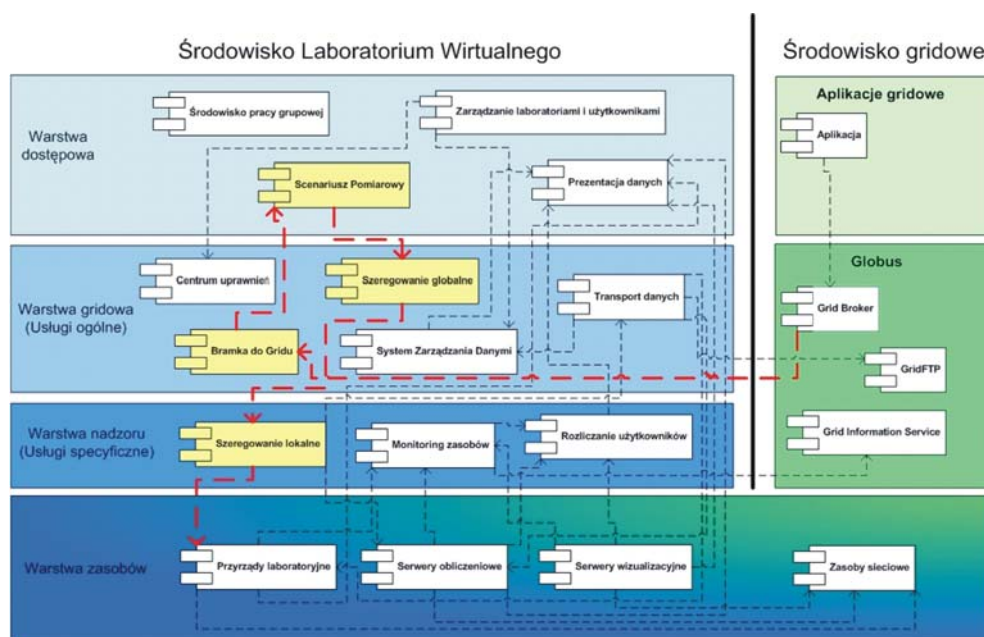 Środowisko Laboratorium Wirtualnego
Środowisko gridowe
Warstwa
dostępowa
Środowisko pracy grupowej
Zarządzanie laboratoriami i użytkownikami
Scenariusz Pomiarowy
Prezentacja danych
Aplikacje gridowe
Aplikacja
Warstwa gridowa
(Usługi ogólne)
Centrum uprawnień
Szeregowanie globalne
Transport danych
Bramka do Gridu
System Zarządzania Danymi
Globus
Grid Broker
GridFTP
Grid Information Service
Warstwa nadzoru
(Usługi specyficzne)
Szeregowanie lokalne
Monitoring zasobów
Rozliczanie użytkowników
Warstwa zasobów
Przyrządy laboratoryjne
Serwery obliczeniowe
Serwery wizualizacyjne
Zasoby sieciowe